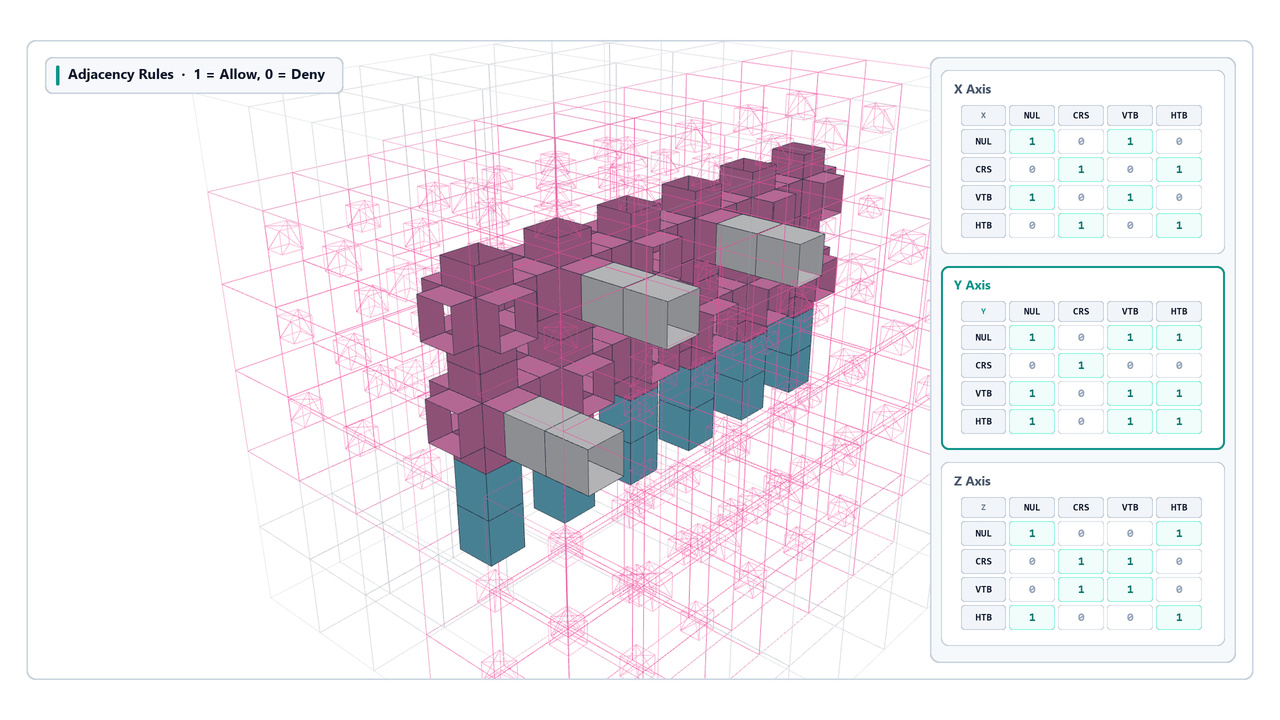 Adjacency Rules · 1 = Allow, 0 = Deny
X Axis
X NUL CRS VTB HTB
NUL 1 0 1 0
CRS 0 1 0 1
VTB 1 0 1 0
HTB 0 1 0 1
Y Axis
Y NUL CRS VTB HTB
NUL 1 0 1 1
CRS 0 1 0 0
VTB 1 0 1 1
HTB 1 0 1 1
Z Axis
Z NUL CRS VTB HTB
NUL 1 0 0 1
CRS 0 1 1 0
VTB 0 1 1 0
HTB 1 0 0 1